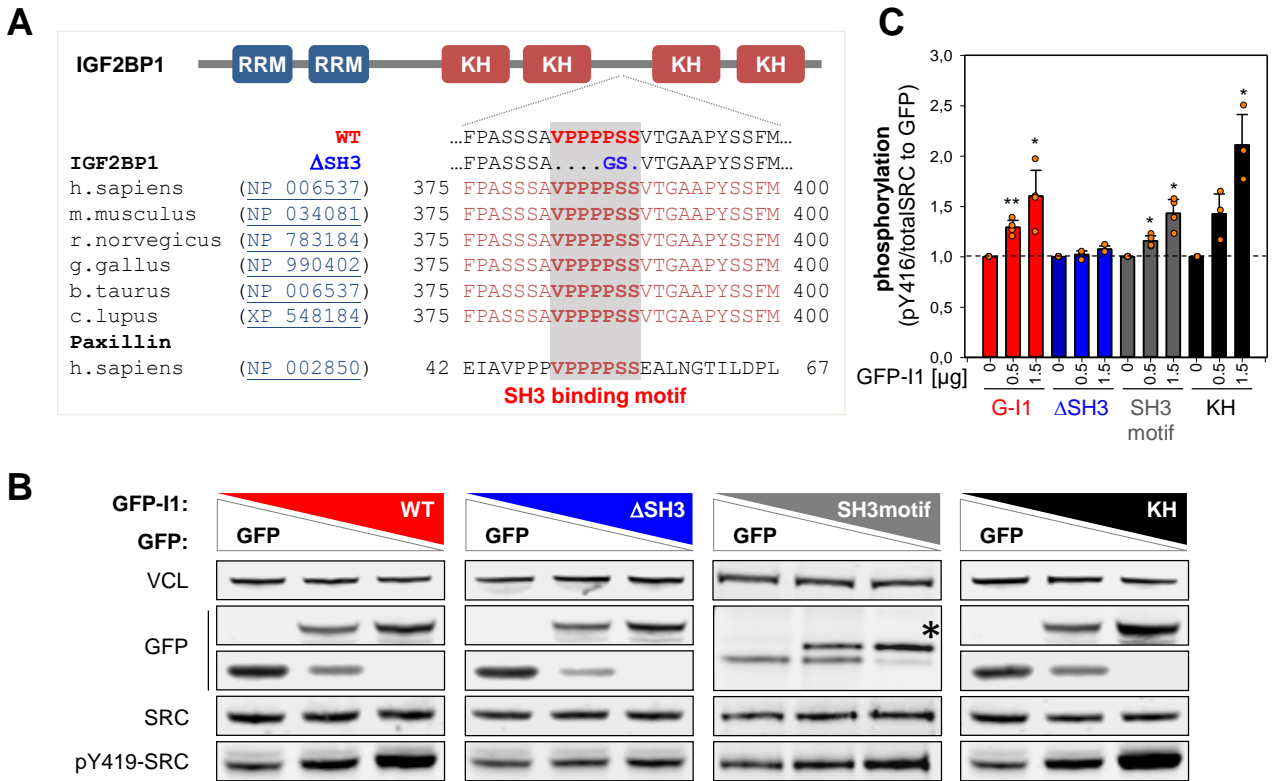 A
IGF2BP1 RRM RRM KH KH KH KH
WT …FPASSSAVPPPPSSVTGAAPYSSFM…
IGF2BP1 ΔSH3 …FPASSSA....GS.VTGAAPYSSFM…
h.sapiens (NP 006537) 375 FPASSSAVPPPPSSVTGAAPYSSFM 400
m.musculus (NP 034081) 375 FPASSSAVPPPPSSVTGAAPYSSFM 400
r.norvegicus (NP 783184) 375 FPASSSAVPPPPSSVTGAAPYSSFM 400
g.gallus (NP 990402) 375 FPASSSAVPPPPSSVTGAAPYSSFM 400
b.taurus (NP 006537) 375 FPASSSAVPPPPSSVTGAAPYSSFM 400
c.lupus (XP 548184) 375 FPASSSAVPPPPSSVTGAAPYSSFM 400
Paxillin
h.sapiens (NP 002850) 42 EIAVPPPVPPPPSSEALNGTILDPL 67
SH3 binding motif
C
phosphorylation
(pY416/totalSRC to GFP)
3,0
2,5
2,0
1,5
1,0
0,5
0,0
** * * * *
GFP-I1 [µg] 0 0.5 1.5 0 0.5 1.5 0 0.5 1.5 0 0.5 1.5
G-I1 ΔSH3 SH3 motif KH
B
GFP-I1: WT ΔSH3 SH3motif KH
GFP: GFP GFP GFP GFP
VCL
GFP *
SRC
pY419-SRC